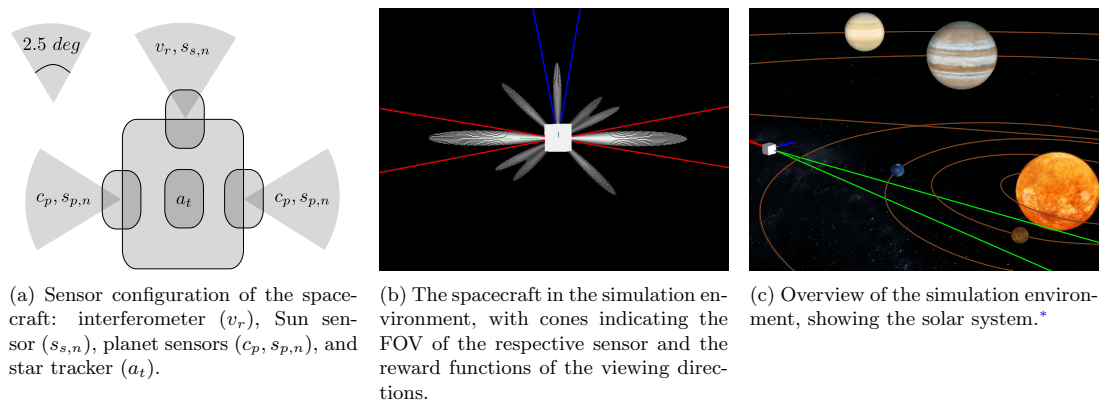 2.5 deg
v_r, s_{s,n}
c_p, s_{p,n}
a_t
c_p, s_{p,n}
(a) Sensor configuration of the space-
craft: interferometer (v_r), Sun sen-
sor (s_{s,n}), planet sensors (c_p, s_{p,n}), and
star tracker (a_t).
(b) The spacecraft in the simulation en-
vironment, with cones indicating the
FOV of the respective sensor and the
reward functions of the viewing direc-
tions.
(c) Overview of the simulation environ-
ment, showing the solar system.*